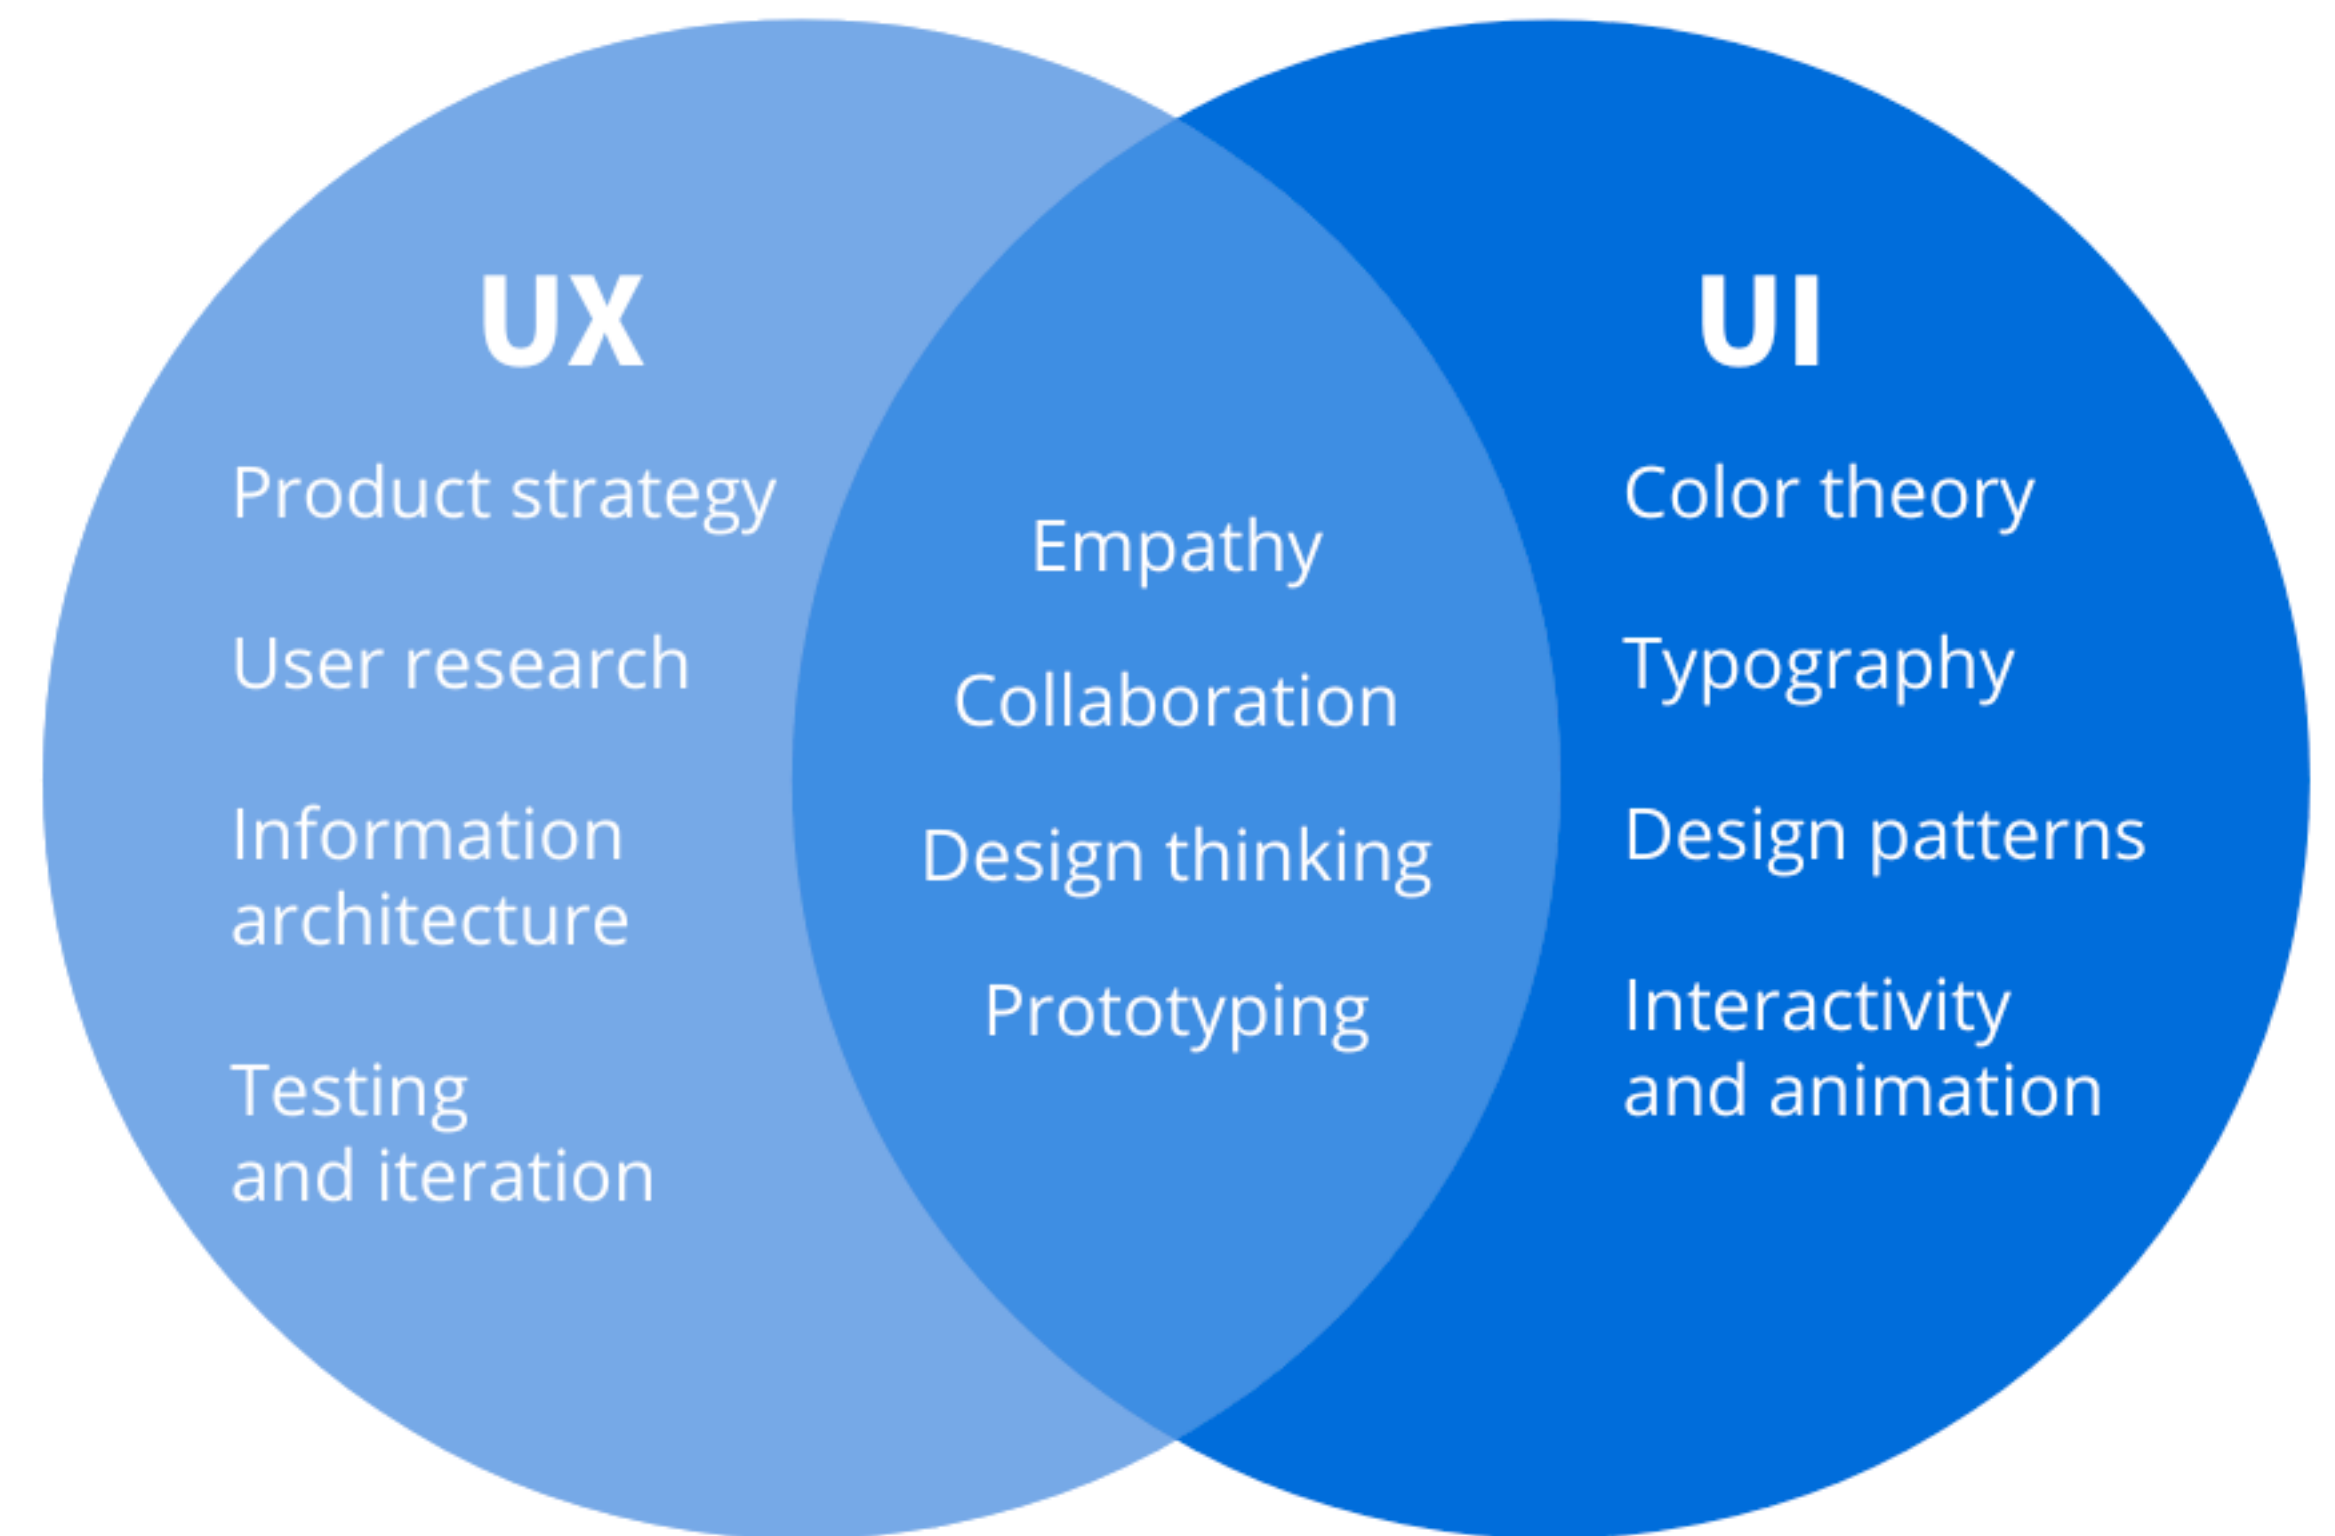 UX
Product strategy
User research
Information
architecture
Testing
and iteration
Empathy
Collaboration
Design thinking
Prototyping
UI
Color theory
Typography
Design patterns
Interactivity
and animation